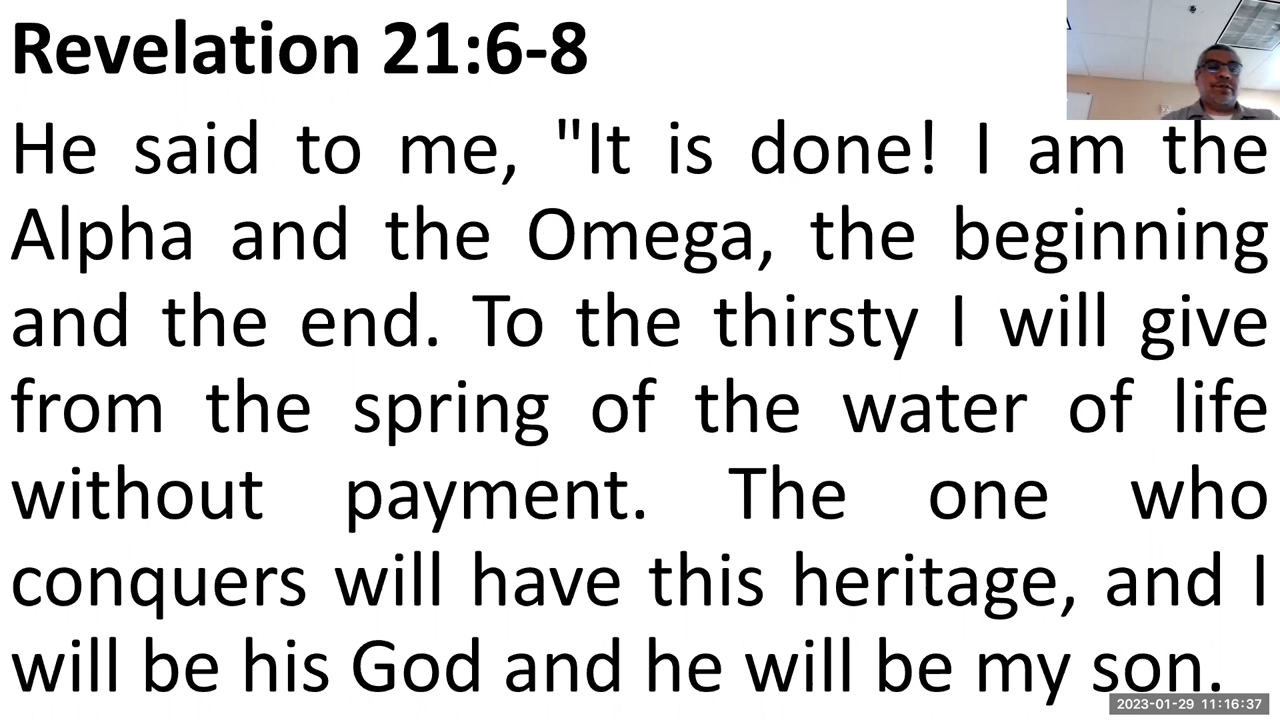 Revelation 21:6-8
He said to me, "It is done! I am the
Alpha and the Omega, the beginning
and the end. To the thirsty I will give
from the spring of the water of life
without payment. The one who
conquers will have this heritage, and I
will be his God and he will be my son.
2023-01-29 11:16:37